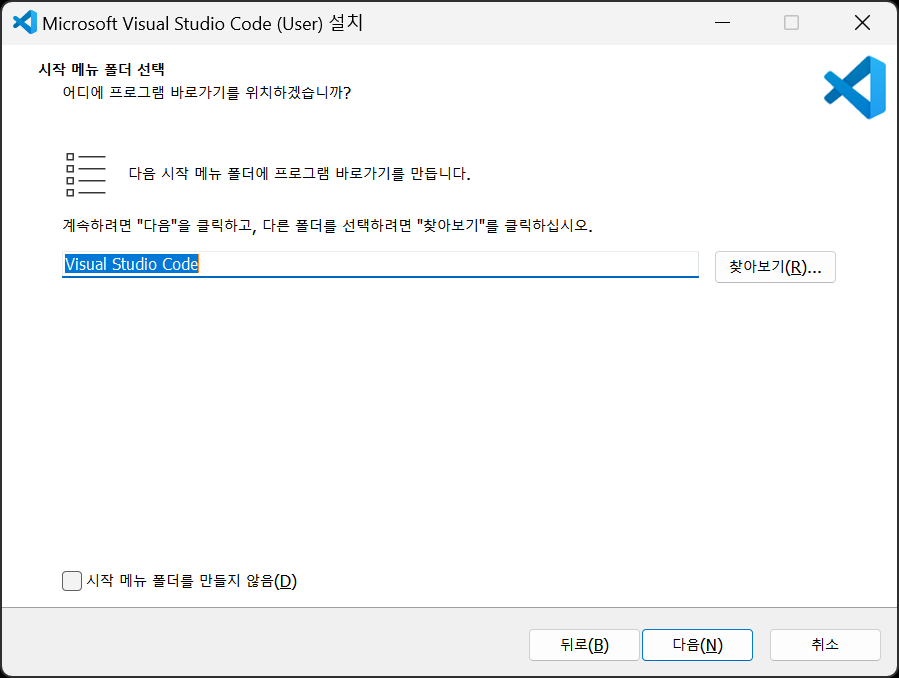 Microsoft Visual Studio Code (User) 설치
시작 메뉴 폴더 선택
어디에 프로그램 바로가기를 위치하겠습니까?
다음 시작 메뉴 폴더에 프로그램 바로가기를 만듭니다.
계속하려면 "다음"을 클릭하고, 다른 폴더를 선택하려면 "찾아보기"를 클릭하십시오.
Visual Studio Code
찾아보기(R)...
시작 메뉴 폴더를 만들지 않음(D)
뒤로(B)
다음(N)
취소